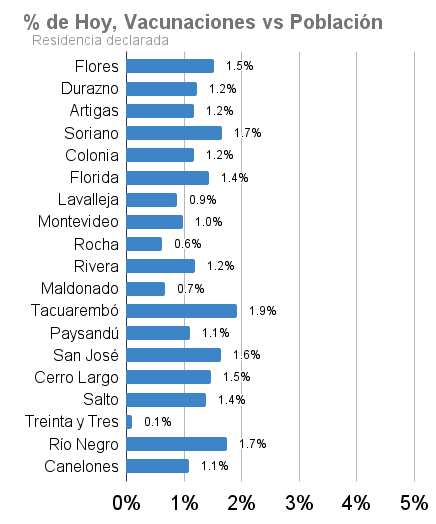 % de Hoy, Vacunaciones vs Población
Residencia declarada
Flores 1.5%
Durazno 1.2%
Artigas 1.2%
Soriano 1.7%
Colonia 1.2%
Florida 1.4%
Lavalleja 0.9%
Montevideo 1.0%
Rocha 0.6%
Rivera 1.2%
Maldonado 0.7%
Tacuarembó 1.9%
Paysandú 1.1%
San José 1.6%
Cerro Largo 1.5%
Salto 1.4%
Treinta y Tres 0.1%
Río Negro 1.7%
Canelones 1.1%
0% 1% 2% 3% 4% 5%